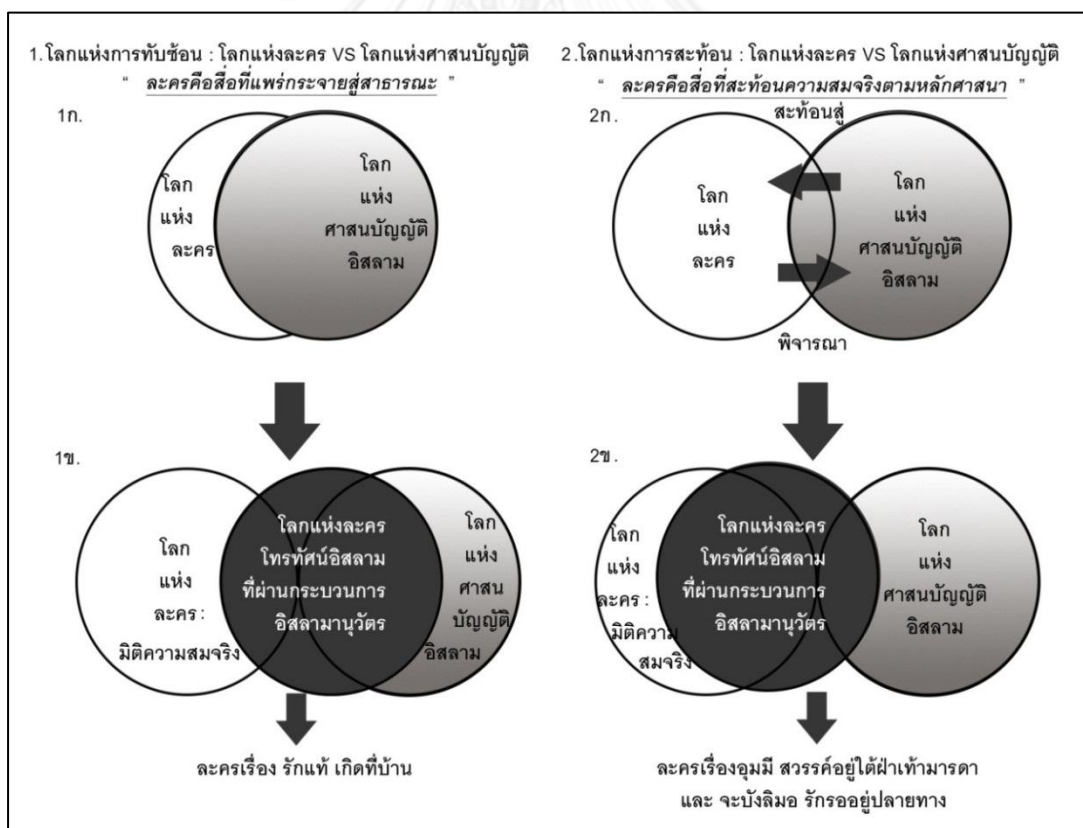 1.โลกแห่งการทับซ้อน : โลกแห่งละคร VS โลกแห่งศาสนบัญญัติ
“ ละครคือสื่อที่แพร่กระจายสู่สาธารณะ ”
1ก.
โลก
แห่ง
ละคร
โลก
แห่ง
ศาสนบัญญัติ
อิสลาม
1ข.
โลก
แห่ง
ละคร :
มิติความสมจริง
โลกแห่งละคร
โทรทัศน์อิสลาม
ที่ผ่านกระบวนการ
อิสลามานุวัตร
โลก
แห่ง
ศาสน
บัญญัติ
อิสลาม
ละครเรื่อง รักแท้ เกิดที่บ้าน
2.โลกแห่งการสะท้อน : โลกแห่งละคร VS โลกแห่งศาสนบัญญัติ
“ ละครคือสื่อที่สะท้อนความสมจริงตามหลักศาสนา ”
สะท้อนสู่
2ก.
โลก
แห่ง
ละคร
โลก
แห่ง
ศาสนบัญญัติ
อิสลาม
พิจารณา
2ข.
โลก
แห่ง
ละคร :
มิติความ
สมจริง
โลกแห่งละคร
โทรทัศน์อิสลาม
ที่ผ่านกระบวนการ
อิสลามานุวัตร
โลก
แห่ง
ศาสนบัญญัติ
อิสลาม
ละครเรื่องอุมมี สวรรค์อยู่ใต้ฝ่าเท้ามารดา
และ จะบังลิมอ รักรออยู่ปลายทาง